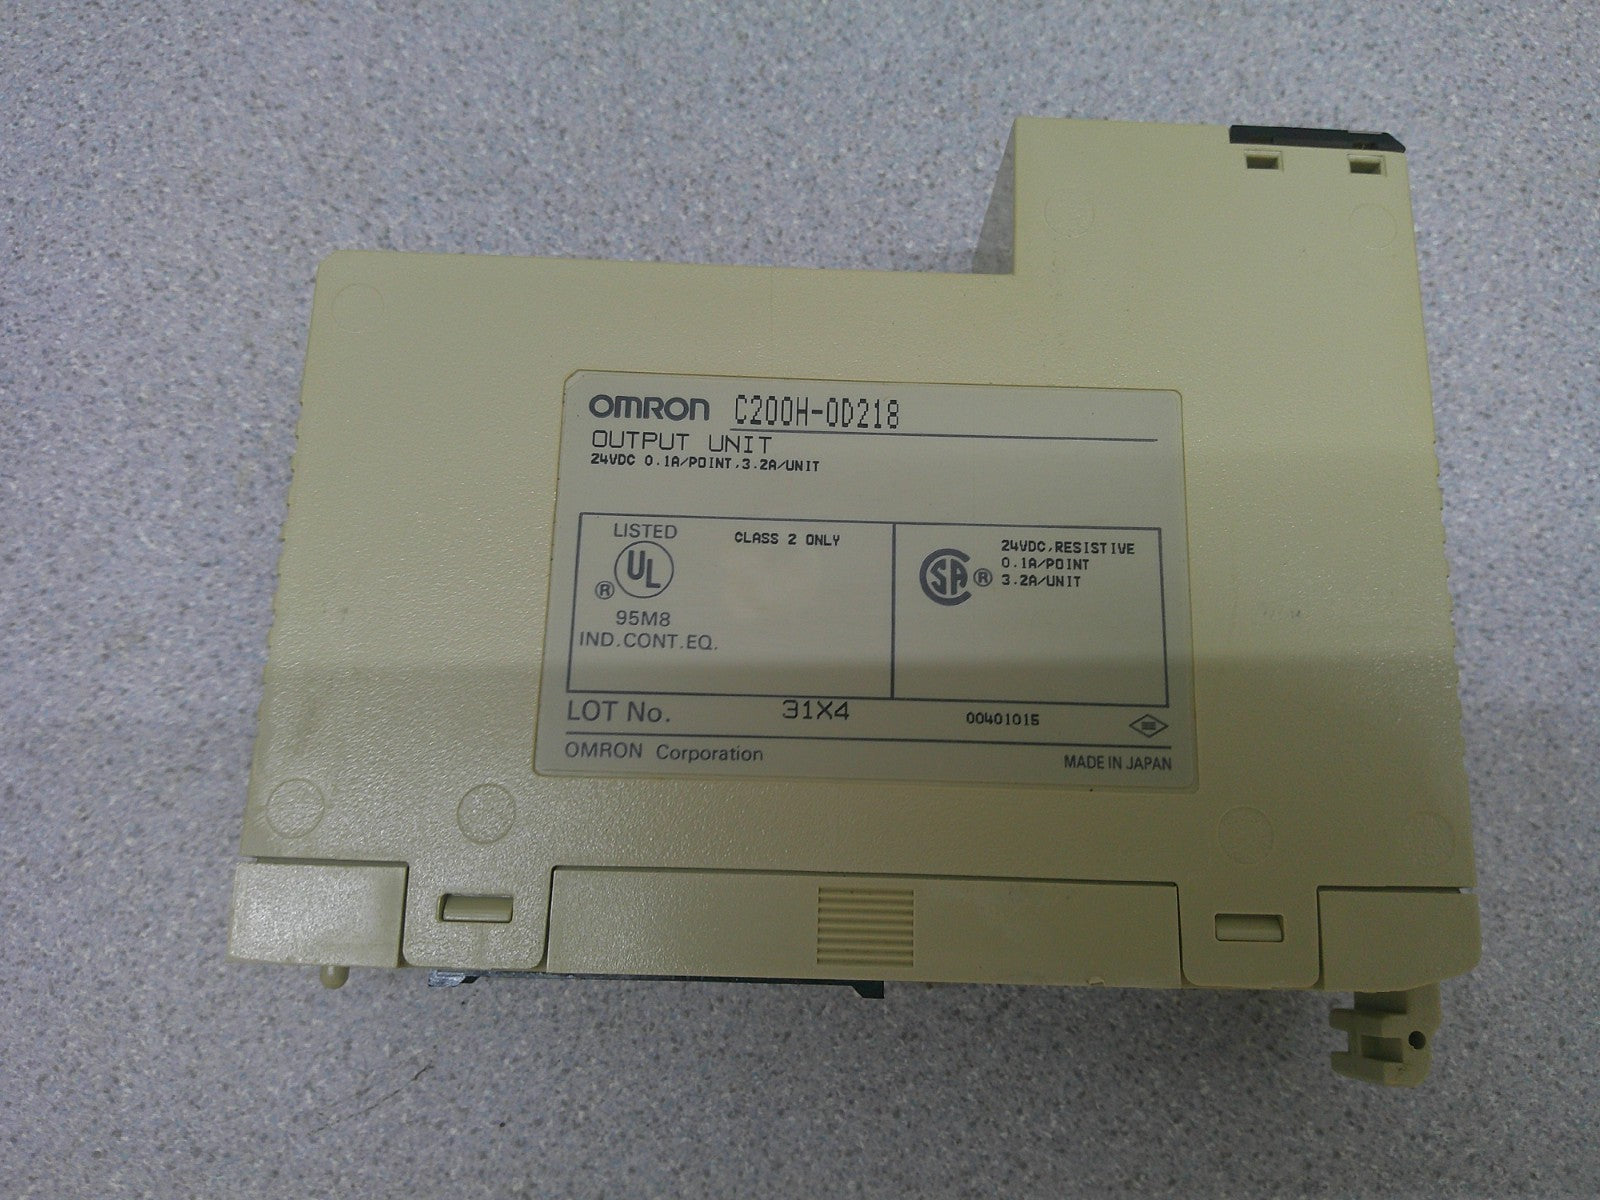 OMRON C200H-OD218
OUTPUT UNIT
24VDC 0.1A/POINT,3.2A/UNIT
LISTED
CLASS 2 ONLY
UL
®
95M8
IND.CONT.EQ.
SA ®
24VDC,RESISTIVE
0.1A/POINT
3.2A/UNIT
LOT No. 31X4 00401015
OMRON Corporation MADE IN JAPAN